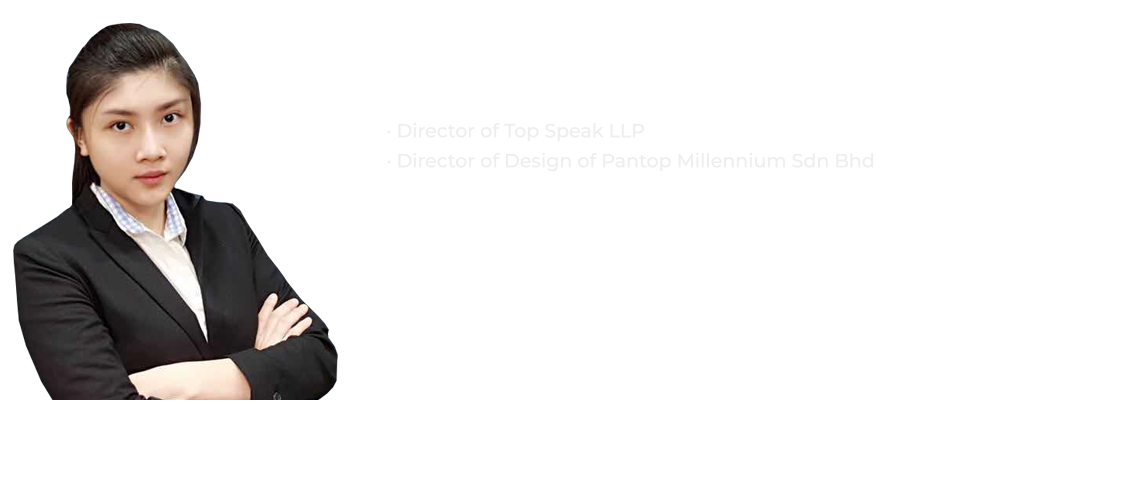 · Director of Top Speak LLP
· Director of Design of Pantop Millennium Sdn Bhd